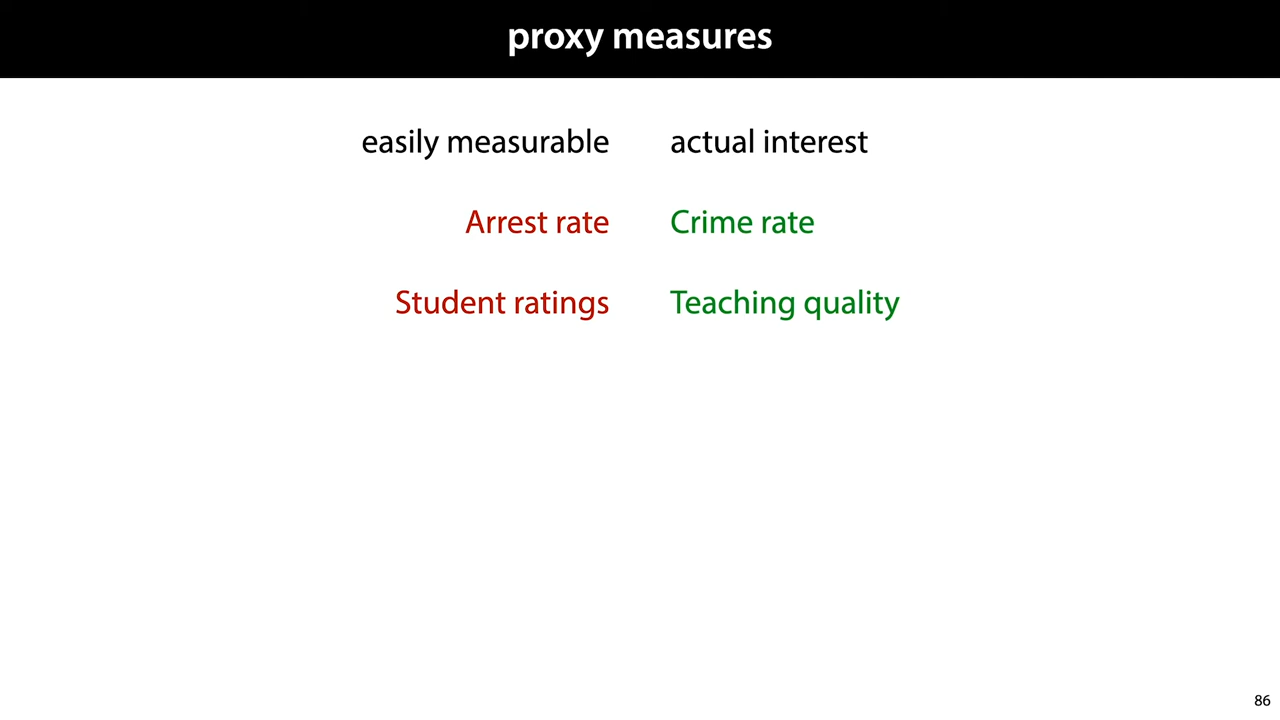 proxy measures
easily measurable actual interest
Arrest rate Crime rate
Student ratings Teaching quality
86